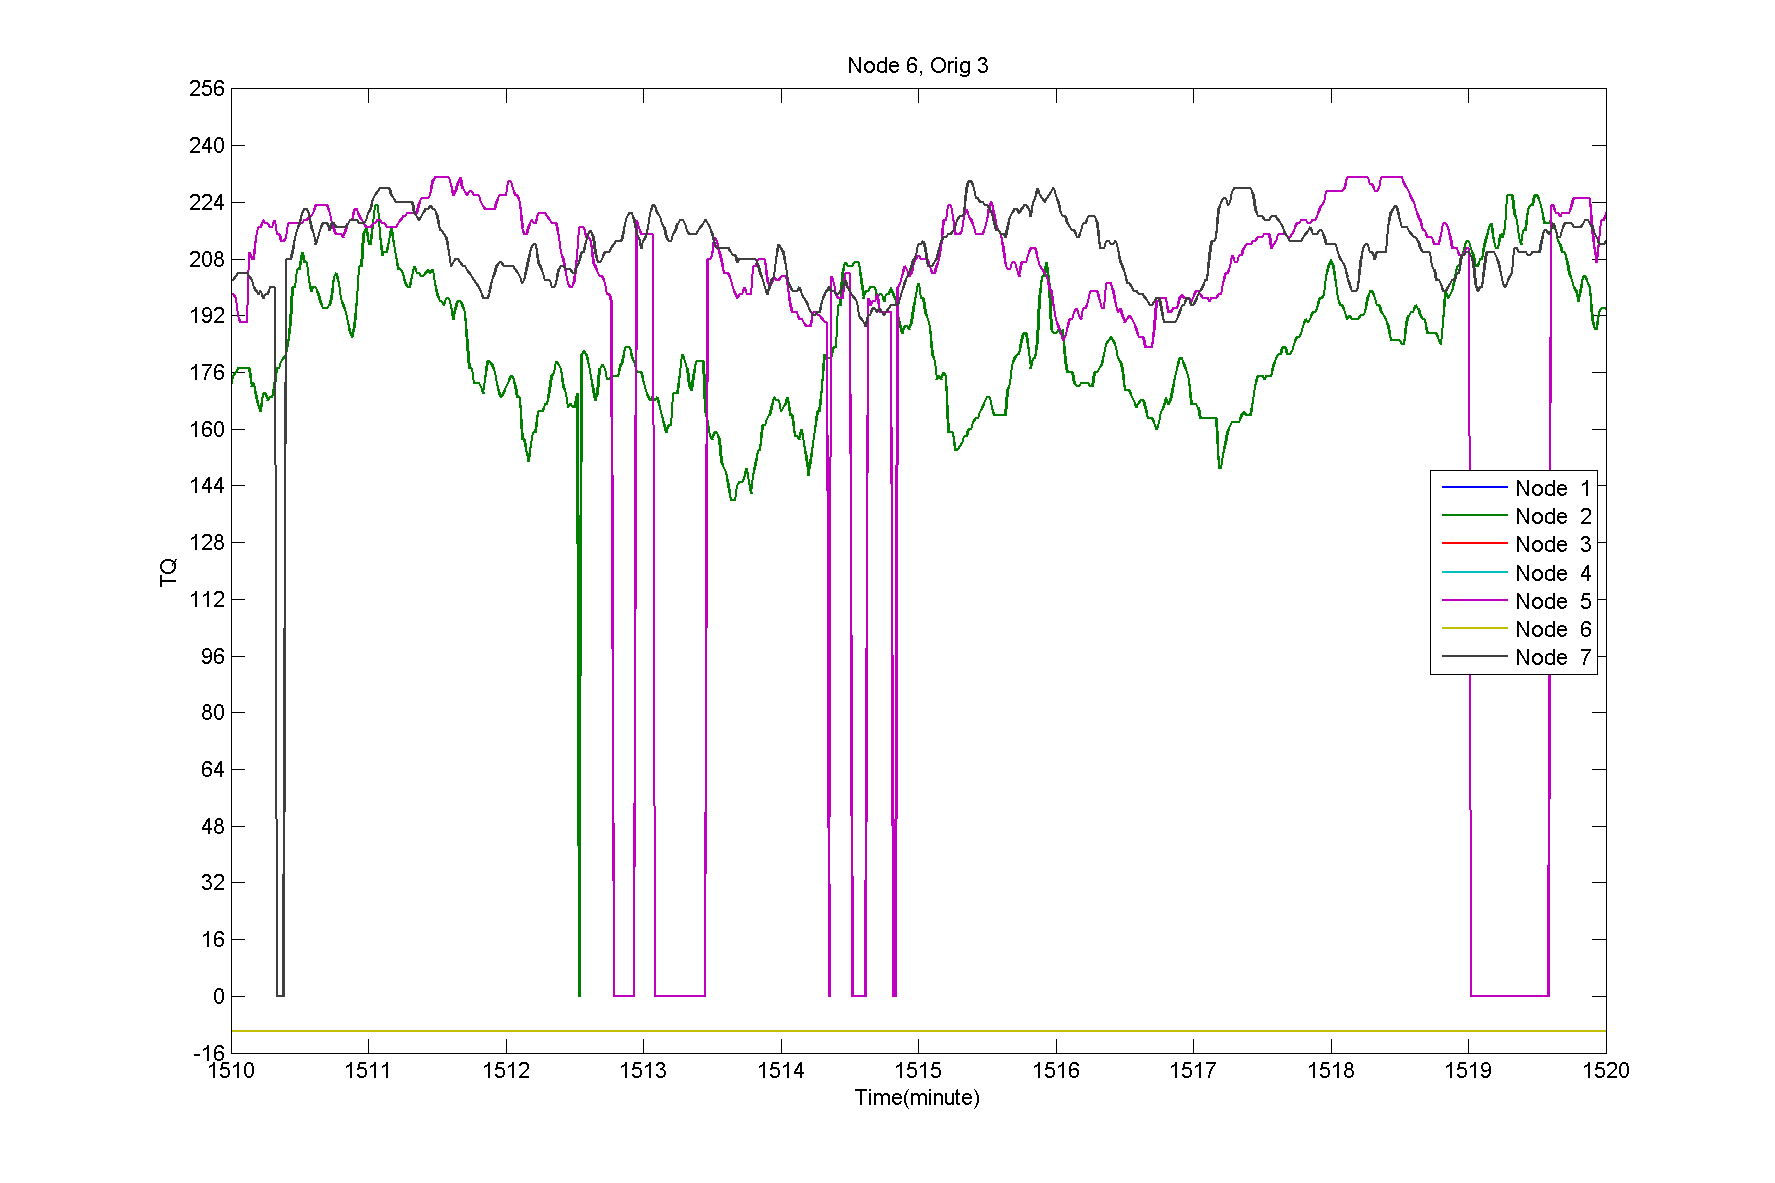 Node 6, Orig 3
256
240
224
208
192
176
160
144
128
112
96
80
64
48
32
16
0
-16
TQ
Node 1
Node 2
Node 3
Node 4
Node 5
Node 6
Node 7
1510 1511 1512 1513 1514 1515 1516 1517 1518 1519 1520
Time(minute)